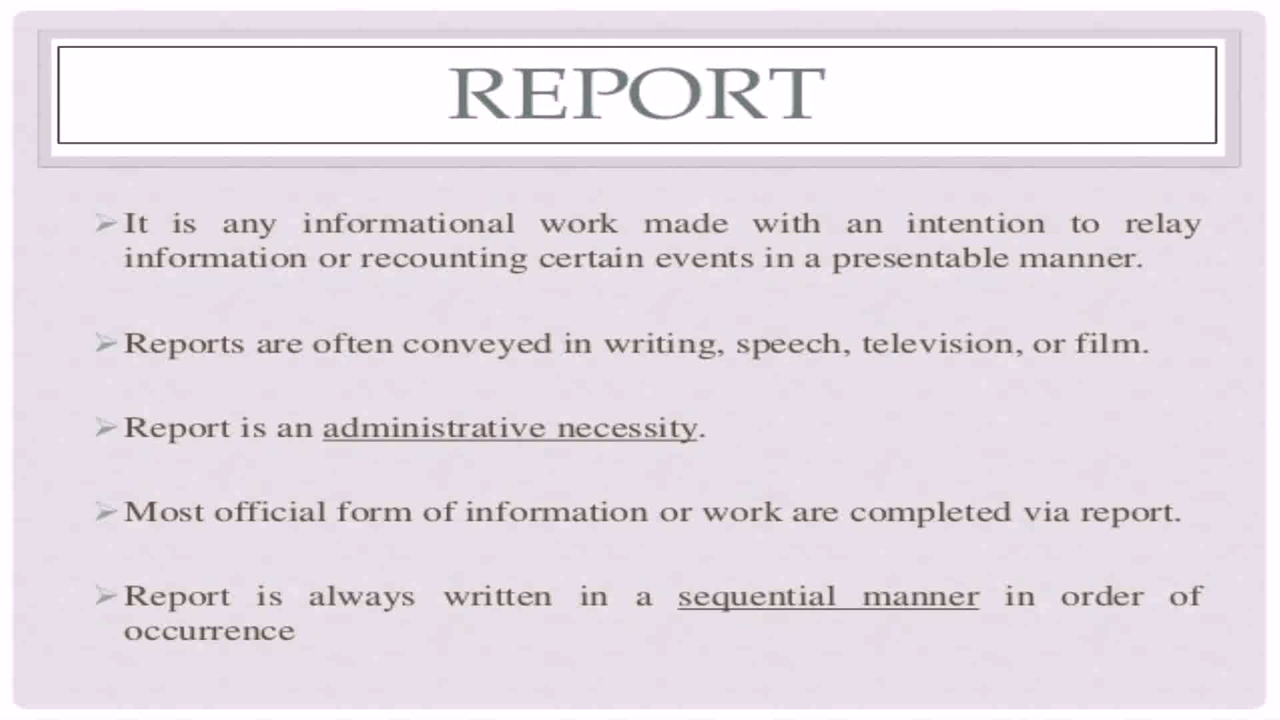 REPORT
It is any informational work made with an intention to relay
information or recounting certain events in a presentable manner.
Reports are often conveyed in writing, speech, television, or film.
Report is an administrative necessity.
Most official form of information or work are completed via report.
Report is always written in a sequential manner in order of
occurrence